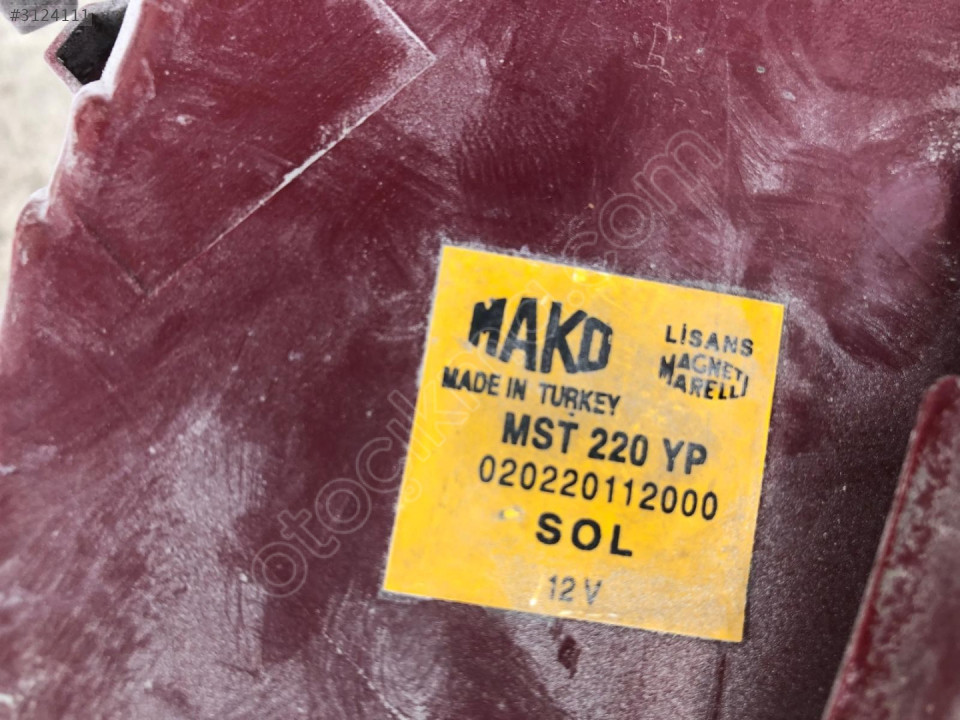 #3124111
MAKO
LİSANS
MAGNETI
MARELLI
MADE IN TURKEY
MST 220 YP
020220112000
SOL
12 V